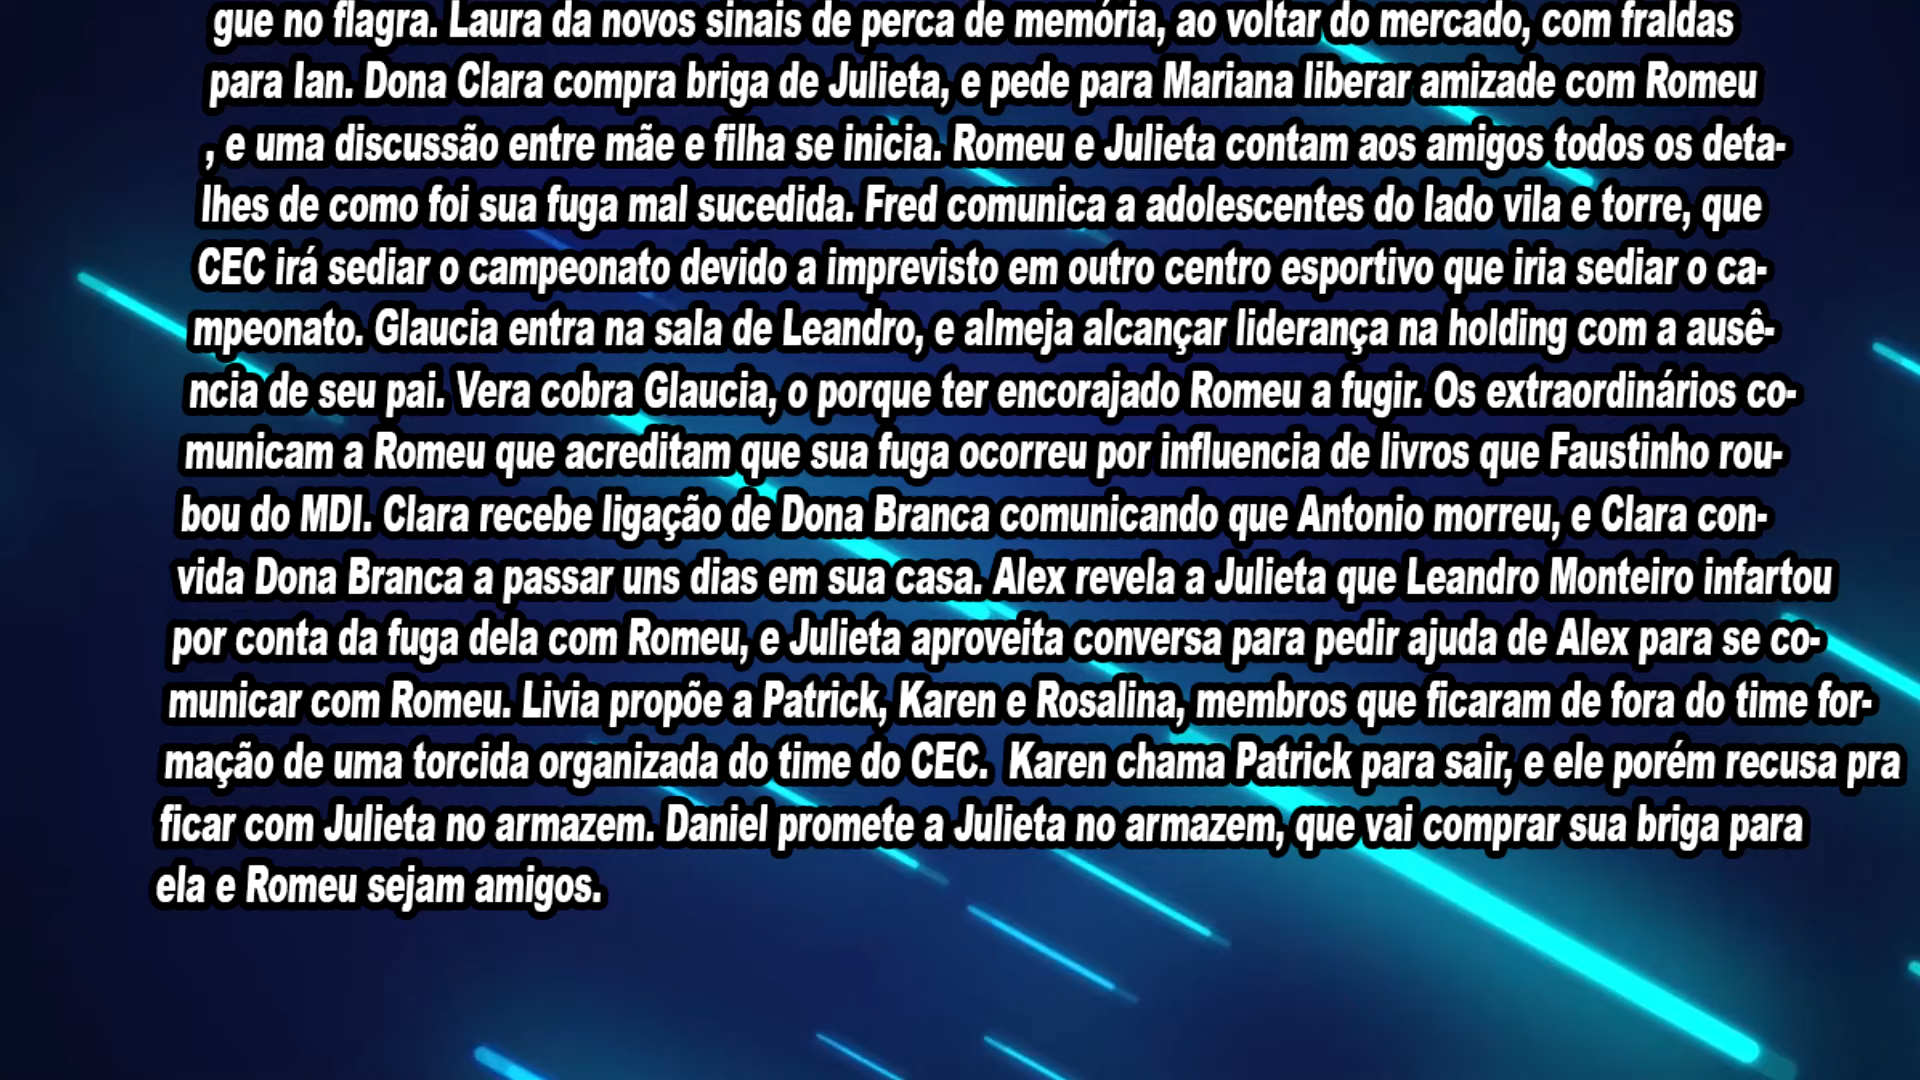 gue no flagra. Laura da novos sinais de perca de memória, ao voltar do mercado, com fraldas
para Ian. Dona Clara compra briga de Julieta, e pede para Mariana liberar amizade com Romeu
, e uma discussão entre mãe e filha se inicia. Romeu e Julieta contam aos amigos todos os deta-
lhes de como foi sua fuga mal sucedida. Fred comunica a adolescentes do lado vila e torre, que
CEC irá sediar o campeonato devido a imprevisto em outro centro esportivo que iria sediar o ca-
mpeonato. Glaucia entra na sala de Leandro, e almeja alcançar liderança na holding com a ausê-
ncia de seu pai. Vera cobra Glaucia, o porque ter encorajado Romeu a fugir. Os extraordinários co-
municam a Romeu que acreditam que sua fuga ocorreu por influencia de livros que Faustinho rou-
bou do MDI. Clara recebe ligação de Dona Branca comunicando que Antonio morreu, e Clara con-
vida Dona Branca a passar uns dias em sua casa. Alex revela a Julieta que Leandro Monteiro infartou
por conta da fuga dela com Romeu, e Julieta aproveita conversa para pedir ajuda de Alex para se co-
municar com Romeu. Livia propõe a Patrick, Karen e Rosalina, membros que ficaram de fora do time for-
mação de uma torcida organizada do time do CEC.  Karen chama Patrick para sair, e ele porém recusa pra
ficar com Julieta no armazem. Daniel promete a Julieta no armazem, que vai comprar sua briga para
ela e Romeu sejam amigos.